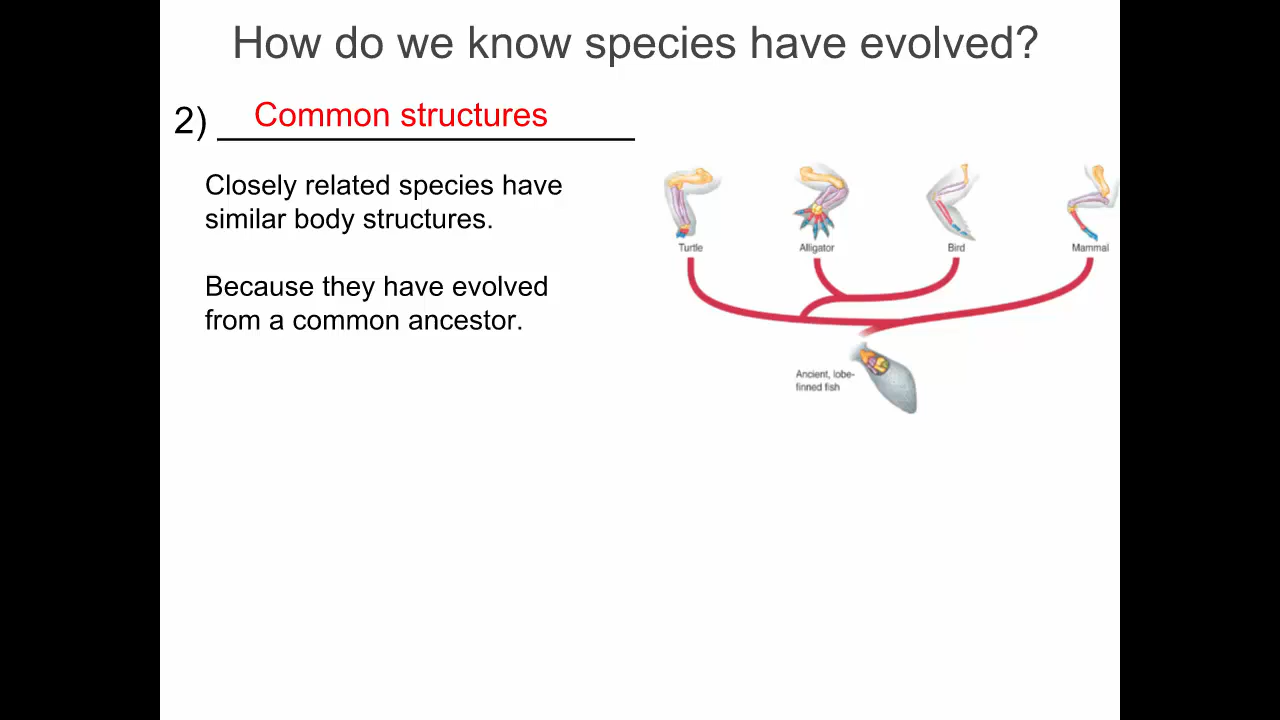 How do we know species have evolved?
2) Common structures
Closely related species have
similar body structures.
Because they have evolved
from a common ancestor.
Turtle
Alligator
Bird
Mammal
Ancient, lobe-
finned fish